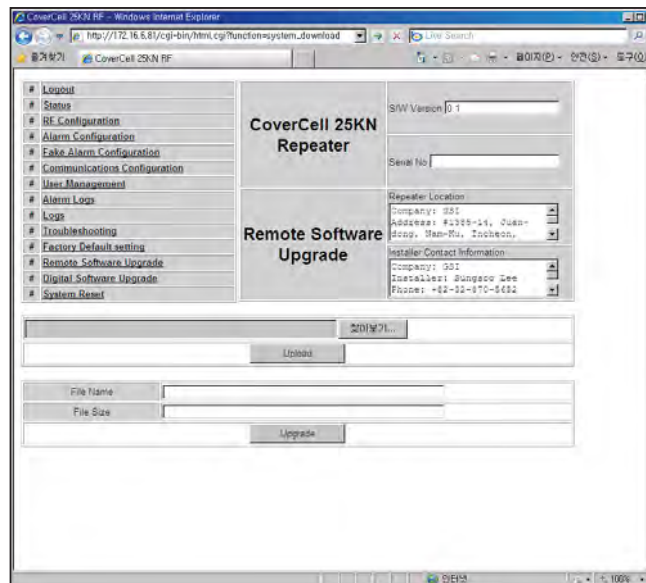 CoverCell 25KN RF - Windows Internet Explorer
http://172.16.6.81/cgi-bin/html.cgi?function=system_download
Live Search
즐겨찾기
CoverCell 25KN RF
페이지(P)
안전(S)
도구(O)
# Logout
# Status
# RF Configuration
# Alarm Configuration
# Fake Alarm Configuration
# Communications Configuration
# User Management
# Alarm Logs
# Logs
# Troubleshooting
# Factory Default setting
# Remote Software Upgrade
# Digital Software Upgrade
# System Reset
CoverCell 25KN
Repeater
S/W Version 0.1
Serial No
Remote Software
Upgrade
Repeater Location
Company: GSI
Address: #1385-14, Juan-
dong, Nam-Ku, Incheon,
Installer Contact Information
Company: GSI
Installer: Sungsoo Lee
Phone: +82-32-870-5682
찾아보기...
Upload
File Name
File Size
Upgrade
인터넷
100%